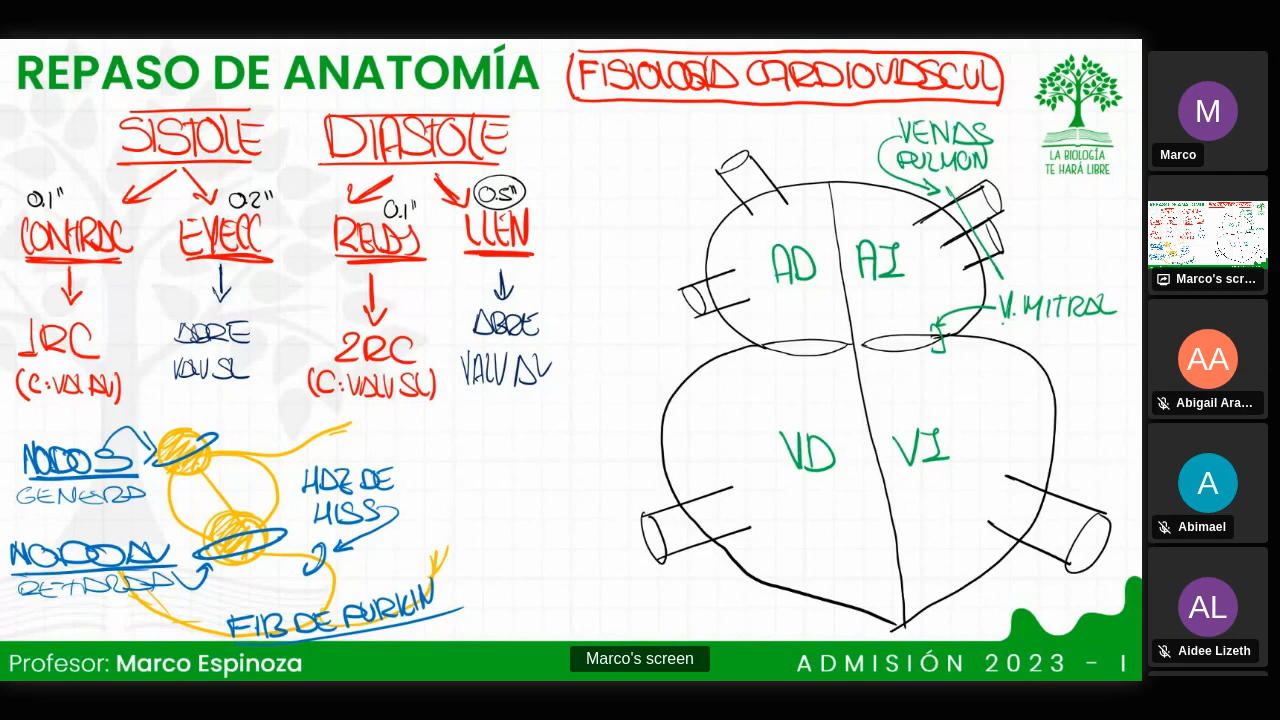 REPASO DE ANATOMÍA
FISIOLOGÍA CARDIOVASCUL
LA BIOLOGÍA
TE HARÁ LIBRE
SISTOLE
DIASTOLE
0.1"
0.2"
0.1"
0.5"
CONTRAC
EYECC
RELAJ
LLEN
1RC
(C:VALAV)
ABRE
VALV SL
2RC
(C:VALV SL)
ABRE
VALV AV
NODO S
GENERA
NODO AV
RETARDA
HAZ DE
HISS
FIB DE PURKIN
VENAS
PULMON
AD
AI
V. MITRAL
VD
VI
Profesor: Marco Espinoza
Marco's screen
ADMISIÓN 2023 - I
M
Marco
Marco's scr...
AA
Abigail Ara...
A
Abimael
AL
Aidee Lizeth